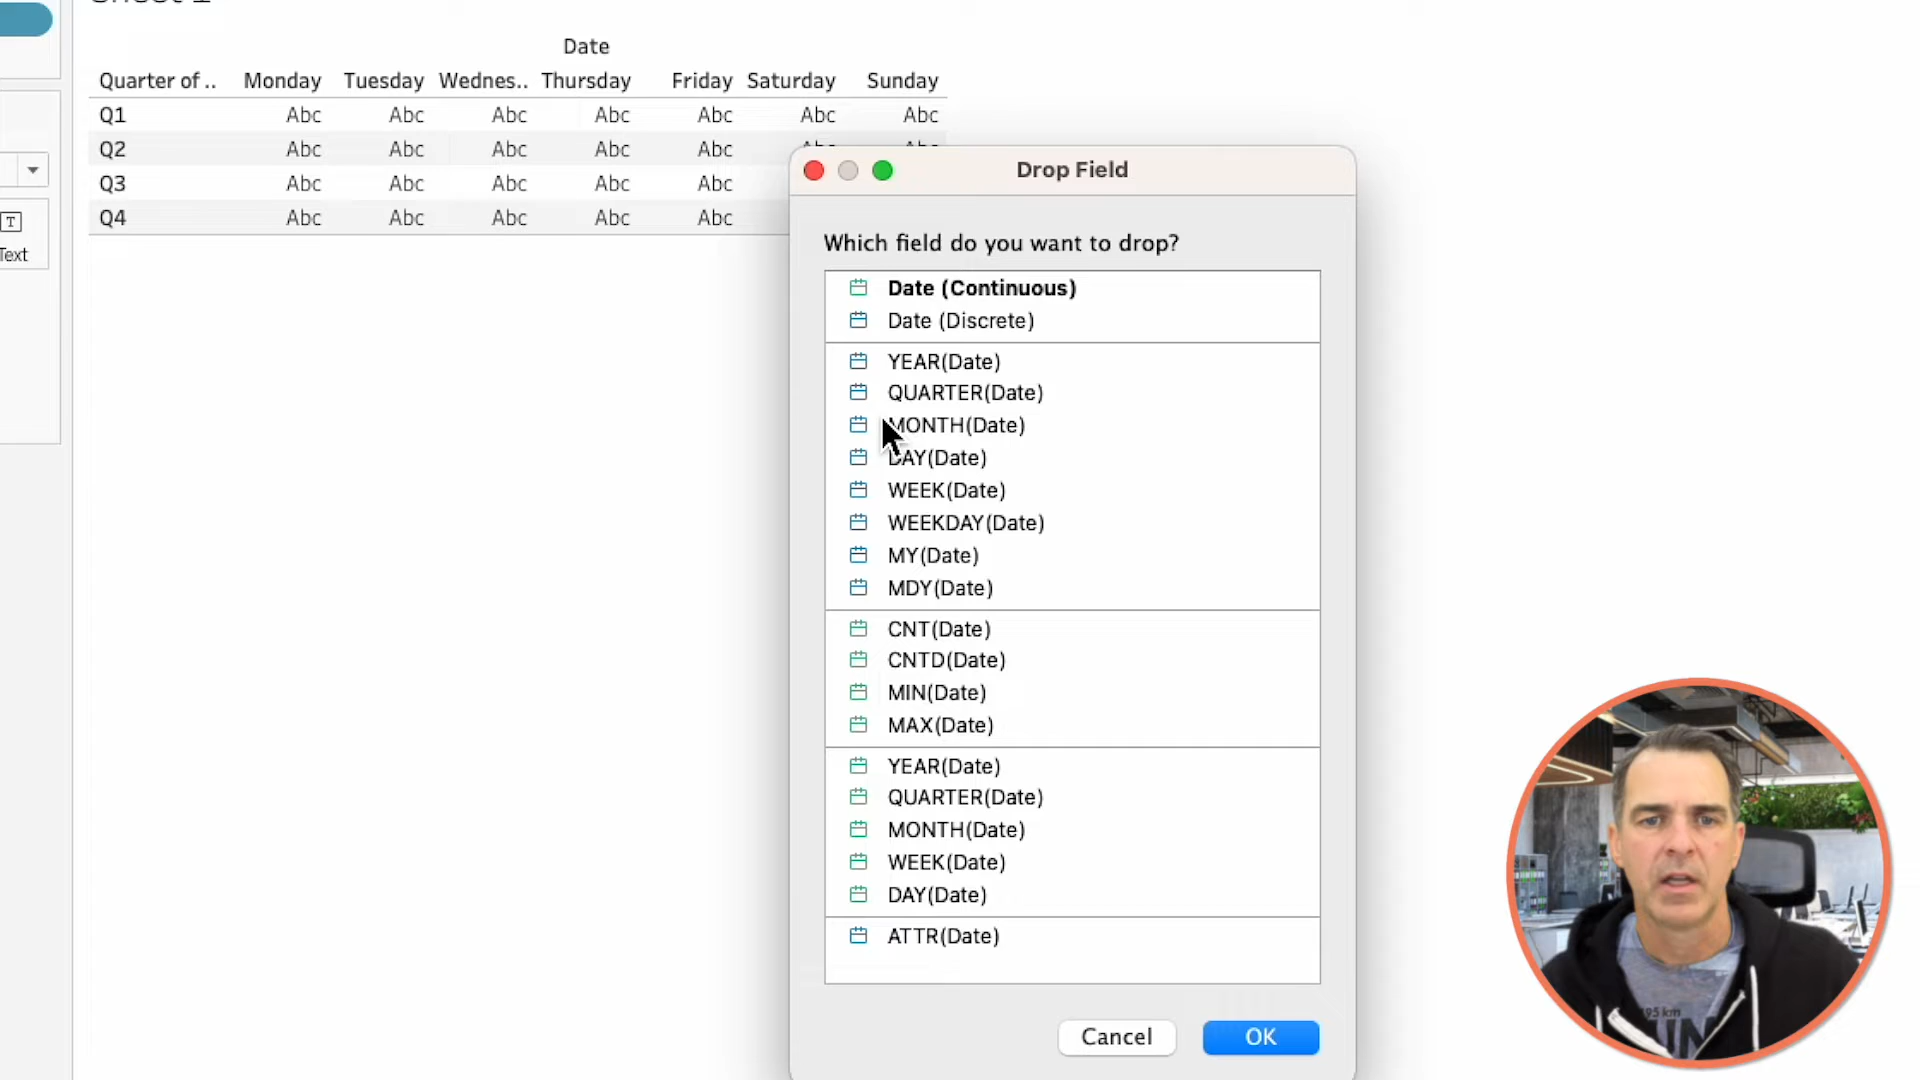 Sheet 1
Date
Quarter of .. Monday Tuesday Wednes.. Thursday Friday Saturday Sunday
Q1 Abc Abc Abc Abc Abc Abc Abc
Q2 Abc Abc Abc Abc Abc Abc Abc
Q3 Abc Abc Abc Abc Abc
Q4 Abc Abc Abc Abc Abc
Text
Drop Field
Which field do you want to drop?
Date (Continuous)
Date (Discrete)
YEAR(Date)
QUARTER(Date)
MONTH(Date)
DAY(Date)
WEEK(Date)
WEEKDAY(Date)
MY(Date)
MDY(Date)
CNT(Date)
CNTD(Date)
MIN(Date)
MAX(Date)
YEAR(Date)
QUARTER(Date)
MONTH(Date)
WEEK(Date)
DAY(Date)
ATTR(Date)
Cancel OK